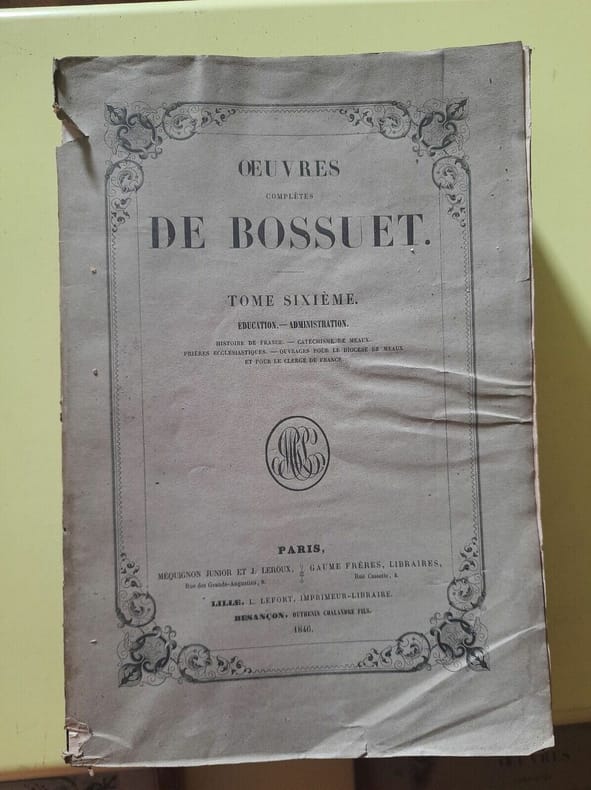 ŒUVRES
COMPLÈTES
DE BOSSUET.
TOME SIXIÈME.
EDUCATION. — ADMINISTRATION.
HISTOIRE DE FRANCE. — CATÉCHISME DE MEAUX.
PRIÈRES ECCLÉSIASTIQUES. — OUVRAGES POUR LE DIOCÈSE DE MEAUX
ET POUR LE CLERGÉ DE FRANCE.
PARIS,
MÉQUIGNON JUNIOR ET J. LEROUX, GAUME FRÈRES, LIBRAIRES,
Rue des Grands-Augustins, 9. Rue Cassette, 4.
LILLE, L. LEFORT, IMPRIMEUR-LIBRAIRE.
BESANÇON, OUTHENIN CHALANDRE FILS.
1846.
ŒUVRES